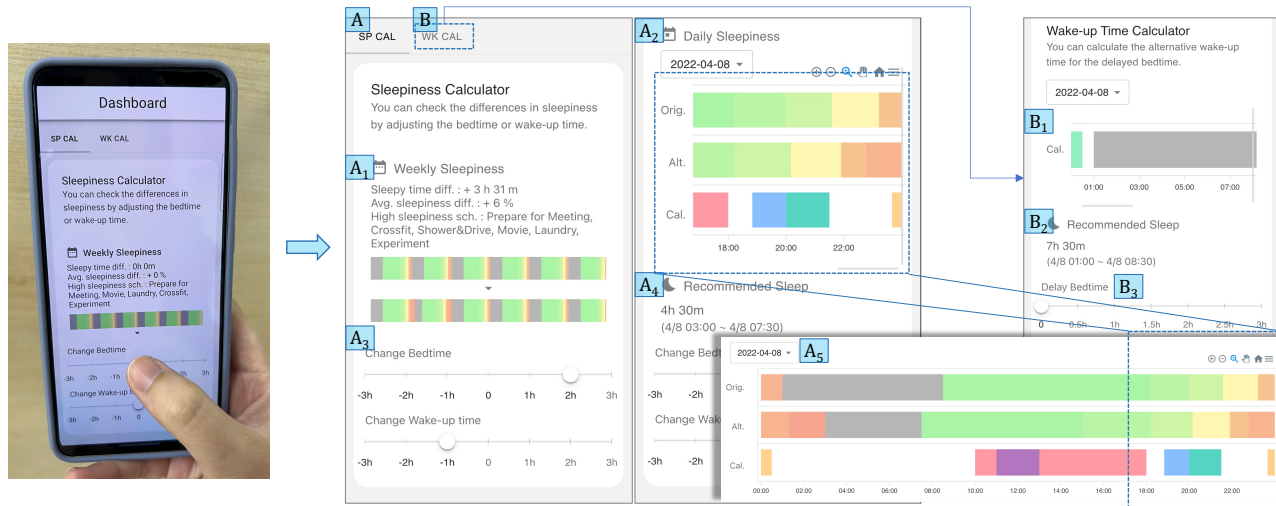 Dashboard
SP CAL WK CAL
Sleepiness Calculator
You can check the differences in
sleepiness by adjusting the bedtime
or wake-up time.
Weekly Sleepiness
Sleepy time diff. : 0h 0m
Avg. sleepiness diff. : + 0 %
High sleepiness sch. : Prepare for
Meeting, Movie, Laundry, Crossfit,
Experiment
Change Bedtime
-3h -2h -1h 2h 3h
Change Wake-up t
-3h -2h -1h 0 2h 3h
A
B
SP CAL WK CAL
Sleepiness Calculator
You can check the differences in sleepiness
by adjusting the bedtime or wake-up time.
A1 Weekly Sleepiness
Sleepy time diff. : + 3 h 31 m
Avg. sleepiness diff. : + 6 %
High sleepiness sch. : Prepare for Meeting,
Crossfit, Shower&Drive, Movie, Laundry,
Experiment
A3
Change Bedtime
-3h -2h -1h 0 1h 2h 3h
Change Wake-up time
-3h -2h -1h 0 1h 2h 3h
A2 Daily Sleepiness
2022-04-08
Orig.
Alt.
Cal.
18:00 20:00 22:00
A4 Recommended Sleep
4h 30m
(4/8 03:00 ~ 4/8 07:30)
Change Bedt
-3h -2h
Change Wak
-3h -2h
Wake-up Time Calculator
You can calculate the alternative wake-up
time for the delayed bedtime.
2022-04-08
B1
Cal.
01:00 03:00 05:00 07:00
B2 Recommended Sleep
7h 30m
(4/8 01:00 ~ 4/8 08:30)
Delay Bedtime B3
0 0.5h 1h 1.5h 2h 2.5h 3h
2022-04-08 A5
Orig.
Alt.
Cal.
00:00 02:00 04:00 06:00 08:00 10:00 12:00 14:00 16:00 18:00 20:00 22:00